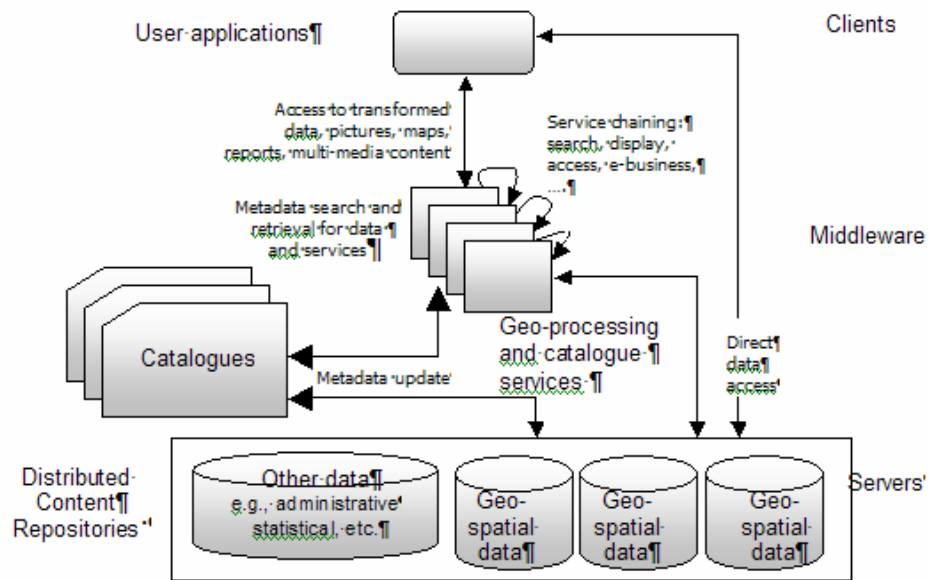 User applications¶
Clients
Access to transformed
data, pictures, maps,
reports, multi-media content
Service chaining:¶
search, display,
access, e-business,¶
....¶
Metadata search and
retrieval for data ¶
and services¶
Middleware
Catalogues
Geo-processing
and catalogue ¶
services ¶
Metadata update
Direct¶
data¶
access
Distributed
Content¶
Repositories
Other data¶
e.g., administrative
statistical, etc.¶
Geo-
spatial
data¶
Geo-
spatial
data¶
Geo-
spatial
data¶
Servers